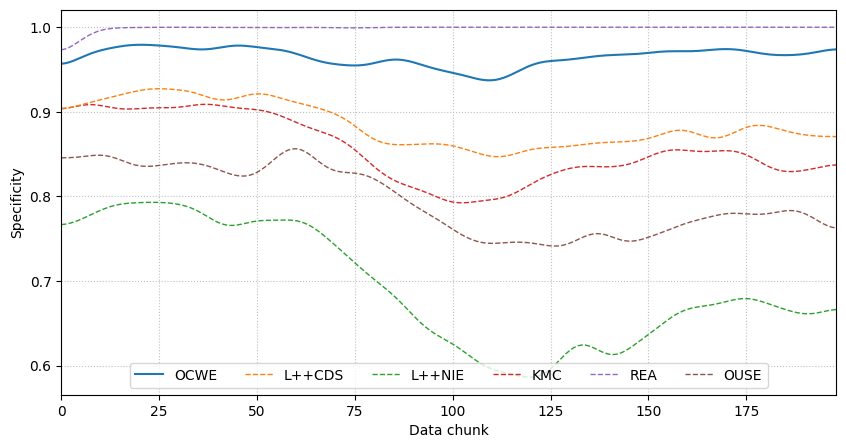 1.0
0.9
0.8
0.7
0.6
Specificity
OCWE L++CDS L++NIE KMC REA OUSE
0 25 50 75 100 125 150 175
Data chunk